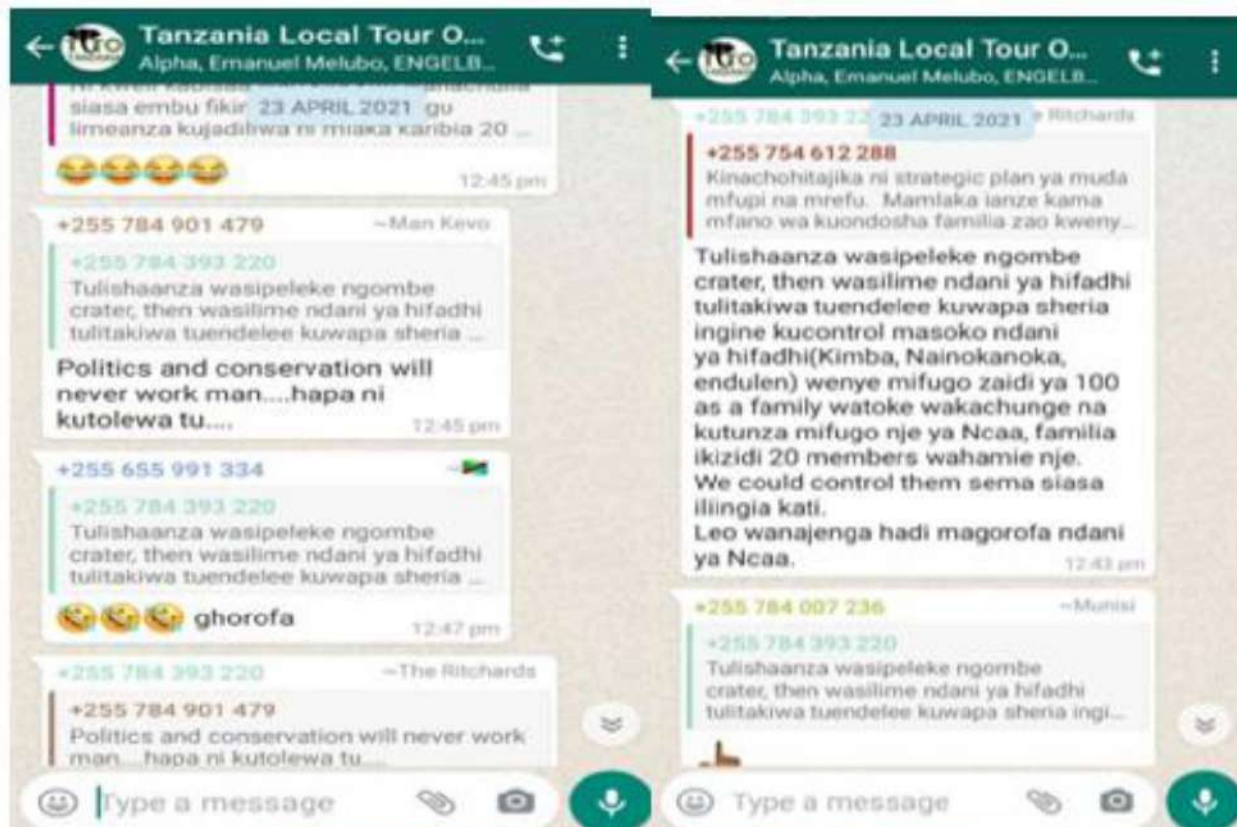 Tanzania Local Tour O...
Alpha, Emanuel Melubo, ENGELB...
siasa embu fikir
23 APRIL 2021
gu
limeanza kujadiliwa ni miaka karibia 20 ...
😂😂😂😂
12:45 pm
+255 784 901 479
~Man Kevo
+255 784 393 220
Tulishaanza wasipeleke ngombe
crater, then wasilime ndani ya hifadhi
tulitakiwa tuendelee kuwapa sheria ...
Politics and conservation will
never work man....hapa ni
kutolewa tu....
12:45 pm
+255 655 991 334
~🇹🇿
+255 784 393 220
Tulishaanza wasipeleke ngombe
crater, then wasilime ndani ya hifadhi
tulitakiwa tuendelee kuwapa sheria ...
🤣🤣🤣 ghorofa
12:47 pm
+255 784 393 220
~The Ritchards
+255 784 901 479
Politics and conservation will never work
man....hapa ni kutolewa tu....
Type a message
Tanzania Local Tour O...
Alpha, Emanuel Melubo, ENGELB...
+255 784 393 22
23 APRIL 2021
e Ritchards
+255 754 612 288
Kinachohitajika ni strategic plan ya muda
mfupi na mrefu. Mamlaka ianze kama
mfano wa kuondosha familia zao kweny...
Tulishaanza wasipeleke ngombe
crater, then wasilime ndani ya hifadhi
tulitakiwa tuendelee kuwapa sheria
ingine kucontrol masoko ndani
ya hifadhi(Kimba, Nainokanoka,
endulen) wenye mifugo zaidi ya 100
as a family watoke wakachunge na
kutunza mifugo nje ya Ncaa, familia
ikizidi 20 members wahamie nje.
We could control them sema siasa
iliingia kati.
Leo wanajenga hadi magorofa ndani
ya Ncaa.
12:43 pm
+255 784 007 236
~Munisi
+255 784 393 220
Tulishaanza wasipeleke ngombe
crater, then wasilime ndani ya hifadhi
tulitakiwa tuendelee kuwapa sheria ingi...
Type a message